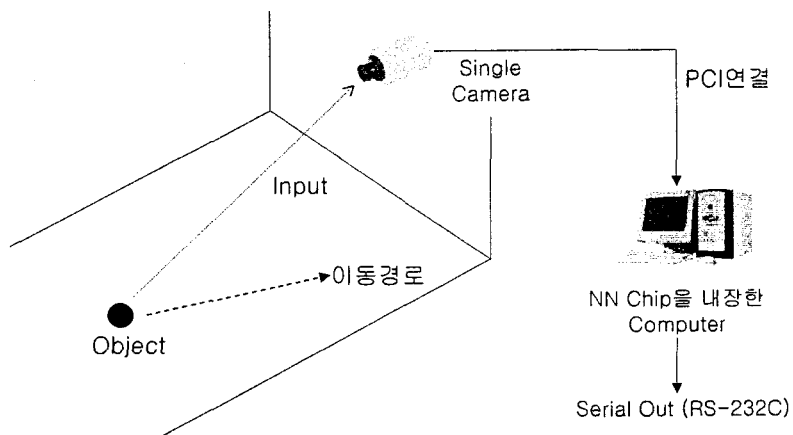 Single
Camera
PCI연결
Input
이동경로
Object
NN Chip을 내장한
Computer
Serial Out (RS-232C)